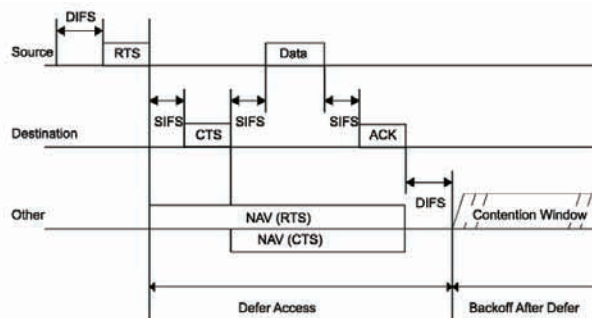 DIFS
Source
RTS
Data
SIFS
SIFS
SIFS
Destination
CTS
ACK
DIFS
Other
NAV (RTS)
Contention Window
NAV (CTS)
Defer Access
Backoff After Defer